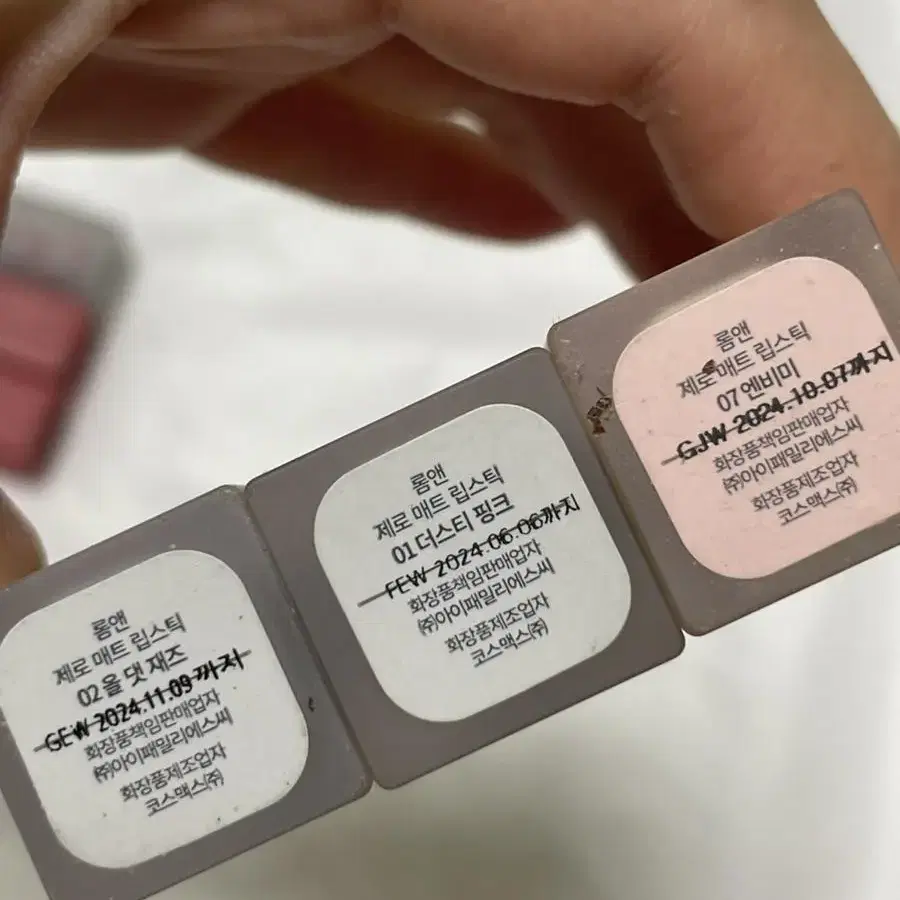 롬앤
제로 매트 립스틱
02 올 댓 재즈
GEW 2024.11.09 까지
화장품책임판매업자
㈜아이패밀리에스씨
화장품제조업자
코스맥스㈜
롬앤
제로 매트 립스틱
01 더스티 핑크
FEW 2024.06.06까지
화장품책임판매업자
㈜아이패밀리에스씨
화장품제조업자
코스맥스㈜
롬앤
제로 매트 립스틱
07 엔비미
GJW 2024.10.07까지
화장품책임판매업자
㈜아이패밀리에스씨
화장품제조업자
코스맥스㈜